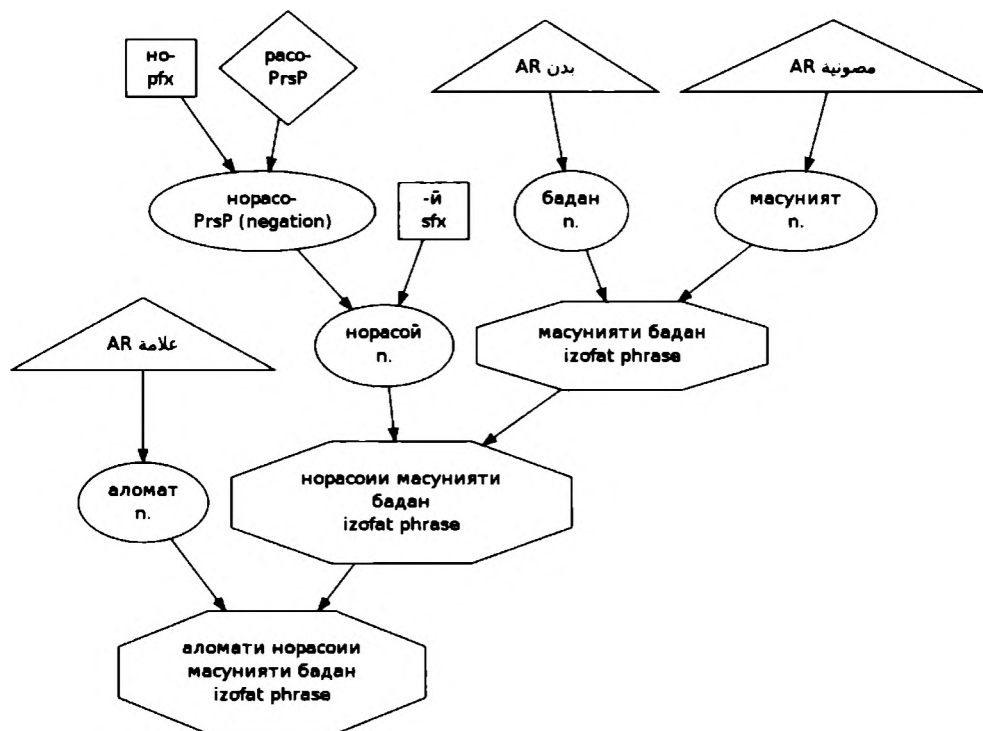 но-
pfx
расо-
PrsP
بدن AR
مصونية AR
норасо-
PrsP (negation)
-й
sfx
бадан
n.
масуният
n.
علامة AR
норасой
n.
масунияти бадан
izofat phrase
аломат
n.
норасоии масунияти
бадан
izofat phrase
аломати норасоии
масунияти бадан
izofat phrase